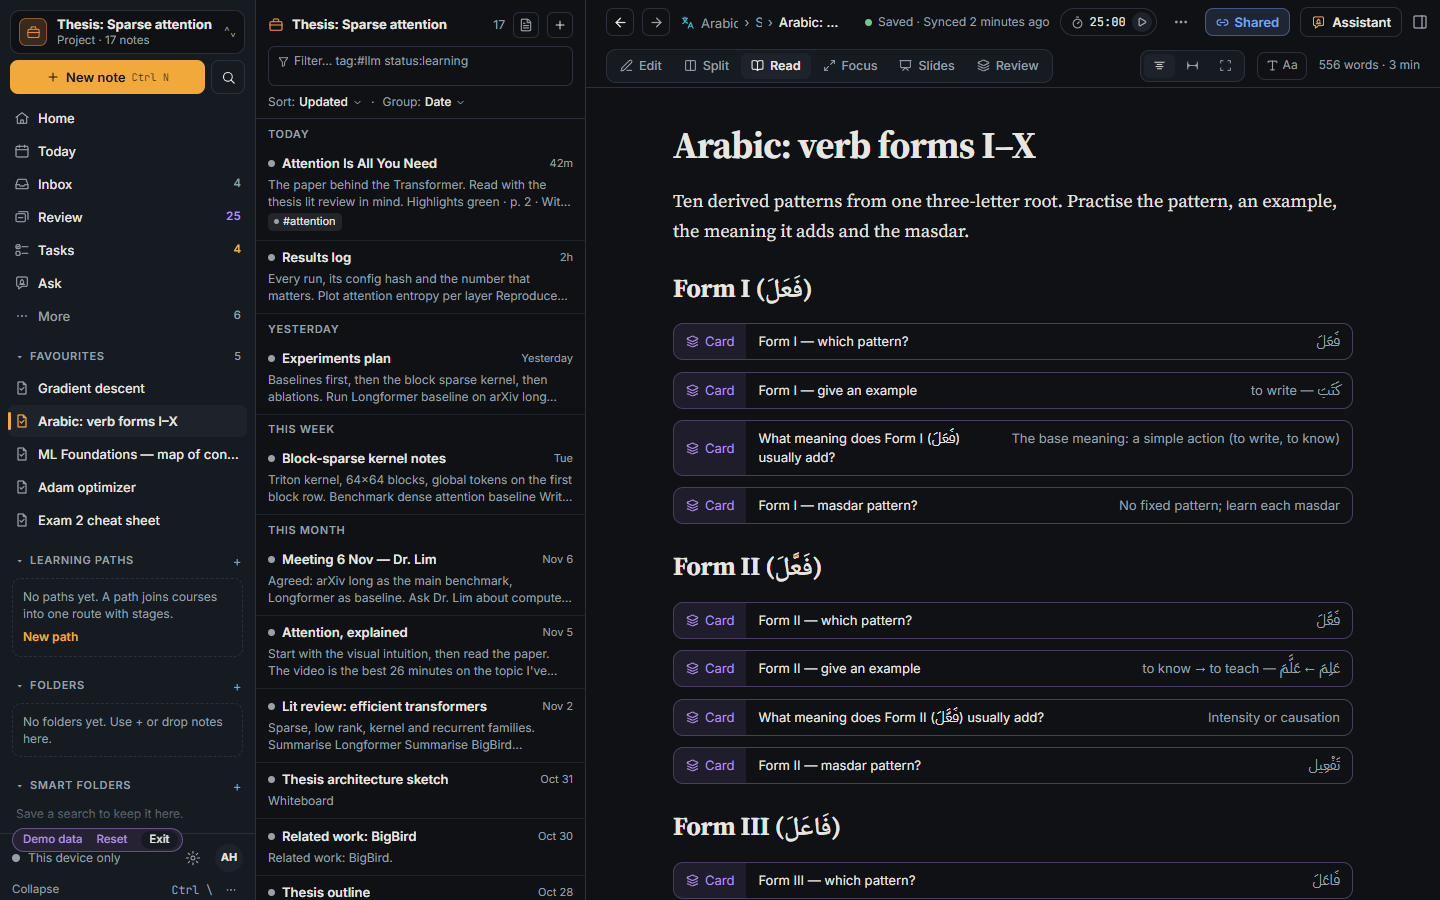 Thesis: Sparse attention
Project · 17 notes
+ New note Ctrl N
Home
Today
Inbox 4
Review 25
Tasks 4
Ask
More 6
FAVOURITES 5
Gradient descent
Arabic: verb forms I–X
ML Foundations — map of con...
Adam optimizer
Exam 2 cheat sheet
LEARNING PATHS +
No paths yet. A path joins courses
into one route with stages.
New path
FOLDERS +
No folders yet. Use + or drop notes
here.
SMART FOLDERS +
Save a search to keep it here.
Demo data Reset Exit
This device only AH
Collapse Ctrl \ ...
Thesis: Sparse attention 17
Filter... tag:#llm status:learning
Sort: Updated · Group: Date
TODAY
Attention Is All You Need 42m
The paper behind the Transformer. Read with the
thesis lit review in mind. Highlights green · p. 2 · Wit...
#attention
Results log 2h
Every run, its config hash and the number that
matters. Plot attention entropy per layer Reproduce...
YESTERDAY
Experiments plan Yesterday
Baselines first, then the block sparse kernel, then
ablations. Run Longformer baseline on arXiv long...
THIS WEEK
Block-sparse kernel notes Tue
Triton kernel, 64×64 blocks, global tokens on the first
block row. Benchmark dense attention baseline Writ...
THIS MONTH
Meeting 6 Nov — Dr. Lim Nov 6
Agreed: arXiv long as the main benchmark,
Longformer as baseline. Ask Dr. Lim about compute...
Attention, explained Nov 5
Start with the visual intuition, then read the paper.
The video is the best 26 minutes on the topic I've...
Lit review: efficient transformers Nov 2
Sparse, low rank, kernel and recurrent families.
Summarise Longformer Summarise BigBird...
Thesis architecture sketch Oct 31
Whiteboard
Related work: BigBird Oct 30
Related work: BigBird.
Thesis outline Oct 28
Arabic › S › Arabic: ... Saved · Synced 2 minutes ago 25:00 ... Shared Assistant
Edit Split Read Focus Slides Review Aa 556 words · 3 min
Arabic: verb forms I–X
Ten derived patterns from one three-letter root. Practise the pattern, an example,
the meaning it adds and the masdar.
Form I (فَعَلَ)
Card Form I — which pattern? فَعَلَ
Card Form I — give an example to write — كَتَبَ
Card What meaning does Form I (فَعَلَ) usually add? The base meaning: a simple action (to write, to know)
Card Form I — masdar pattern? No fixed pattern; learn each masdar
Form II (فَعَّلَ)
Card Form II — which pattern? فَعَّلَ
Card Form II — give an example to know → to teach — عَلِمَ ← عَلَّمَ
Card What meaning does Form II (فَعَّلَ) usually add? Intensity or causation
Card Form II — masdar pattern? تَفْعِيل
Form III (فَاعَلَ)
Card Form III — which pattern? فَاعَلَ